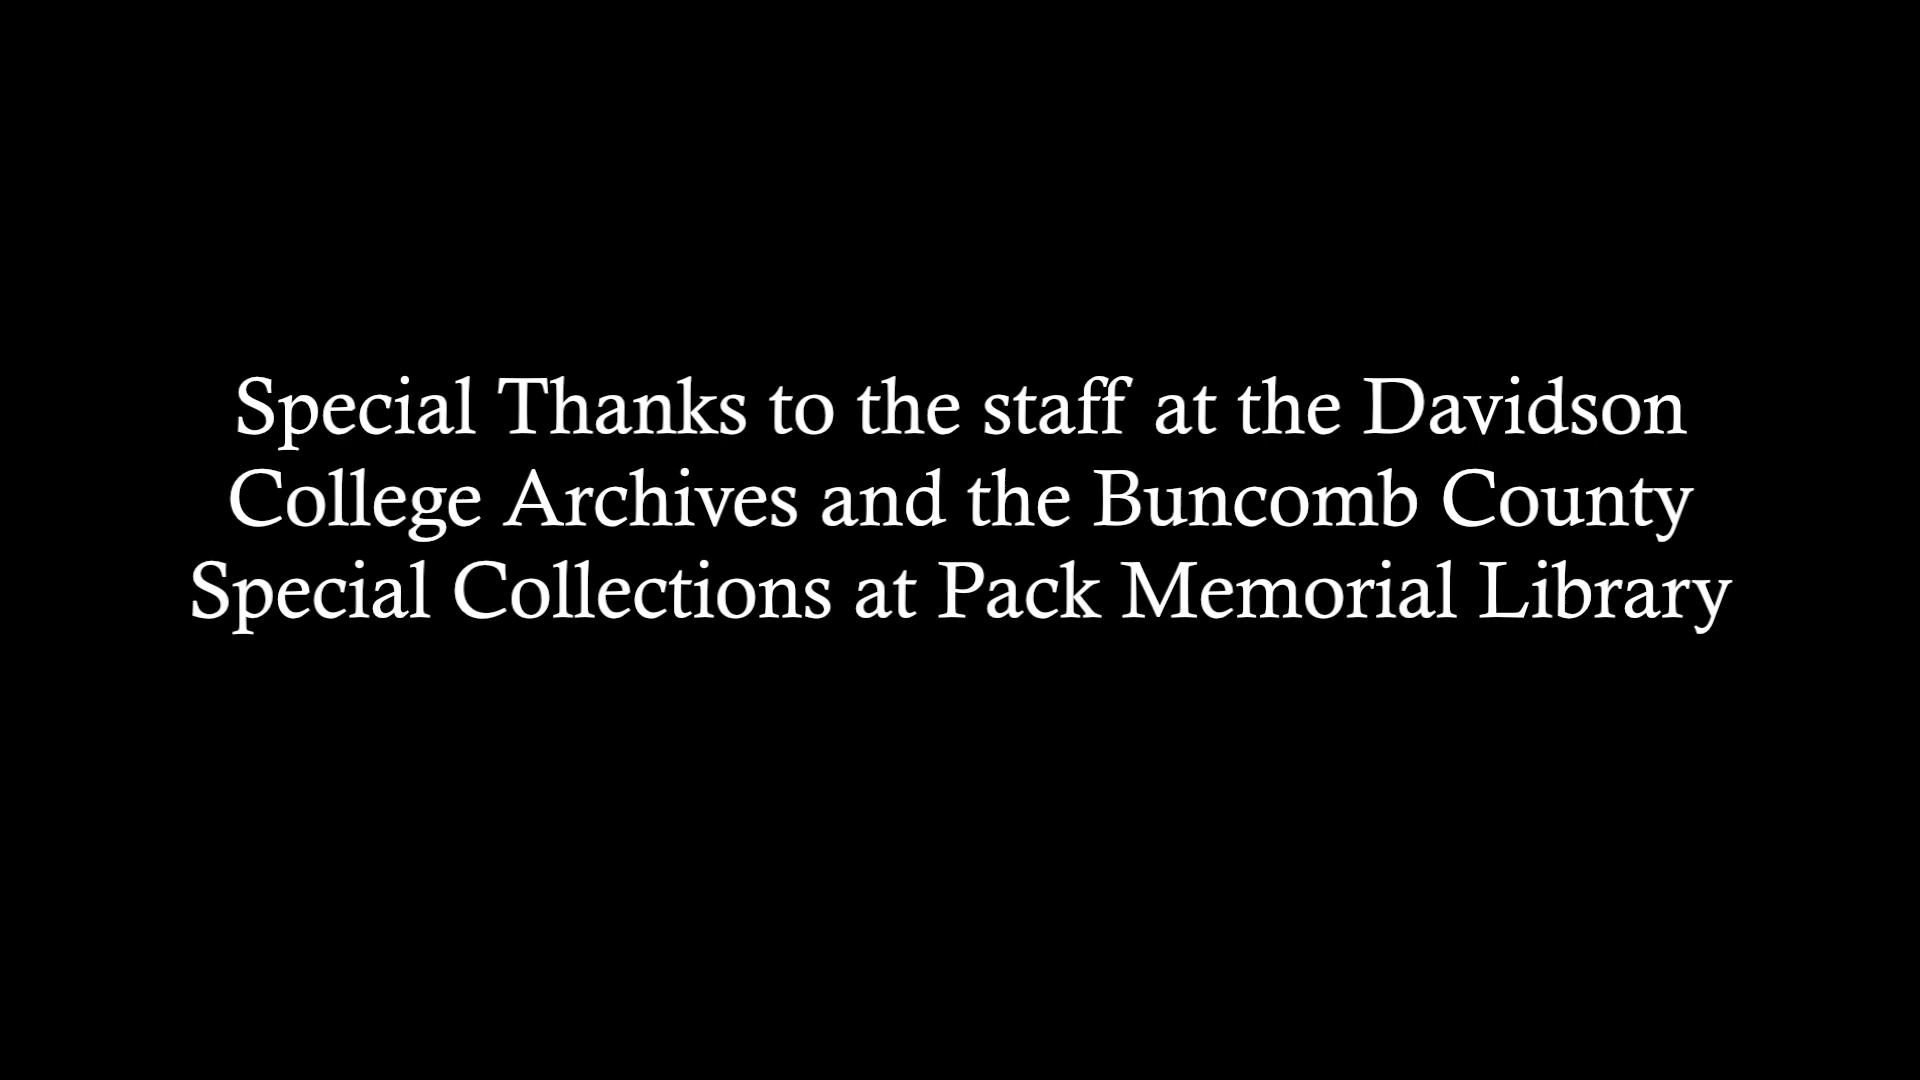 Special Thanks to the staff at the Davidson
College Archives and the Buncomb County
Special Collections at Pack Memorial Library